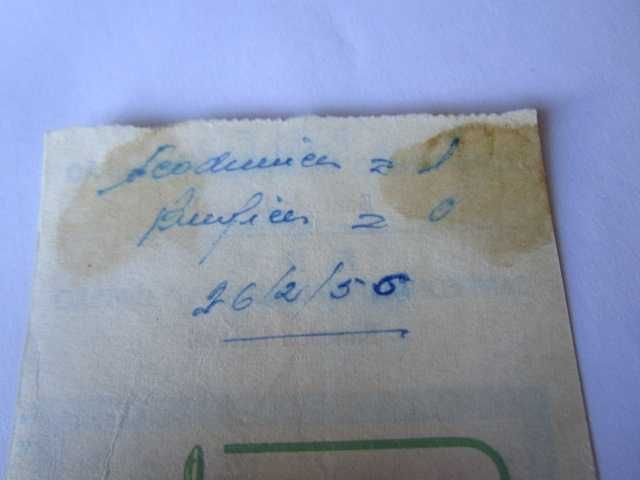 Academica = 1
Benfica = 0
26/2/56